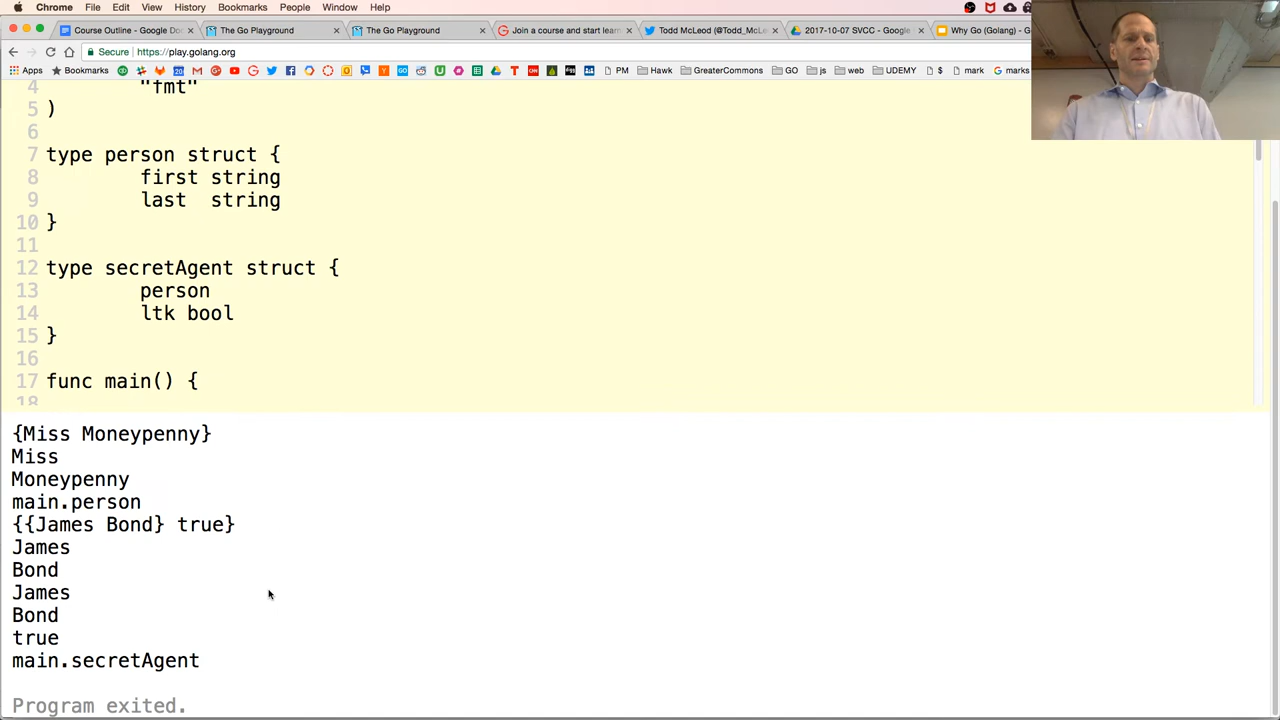 Chrome File Edit View History Bookmarks People Window Help
Course Outline - Google Do
The Go Playground
The Go Playground
Join a course and start lear
Todd McLeod (@Todd_McLe
2017-10-07 SVCC - Google
Why Go (Golang) - G
Secure https://play.golang.org
Apps Bookmarks PM Hawk GreaterCommons GO js web UDEMY $ mark marks
4 "fmt"
5 )
6
7 type person struct {
8 first string
9 last string
10 }
11
12 type secretAgent struct {
13 person
14 ltk bool
15 }
16
17 func main() {
18
{Miss Moneypenny}
Miss
Moneypenny
main.person
{{James Bond} true}
James
Bond
James
Bond
true
main.secretAgent
Program exited.